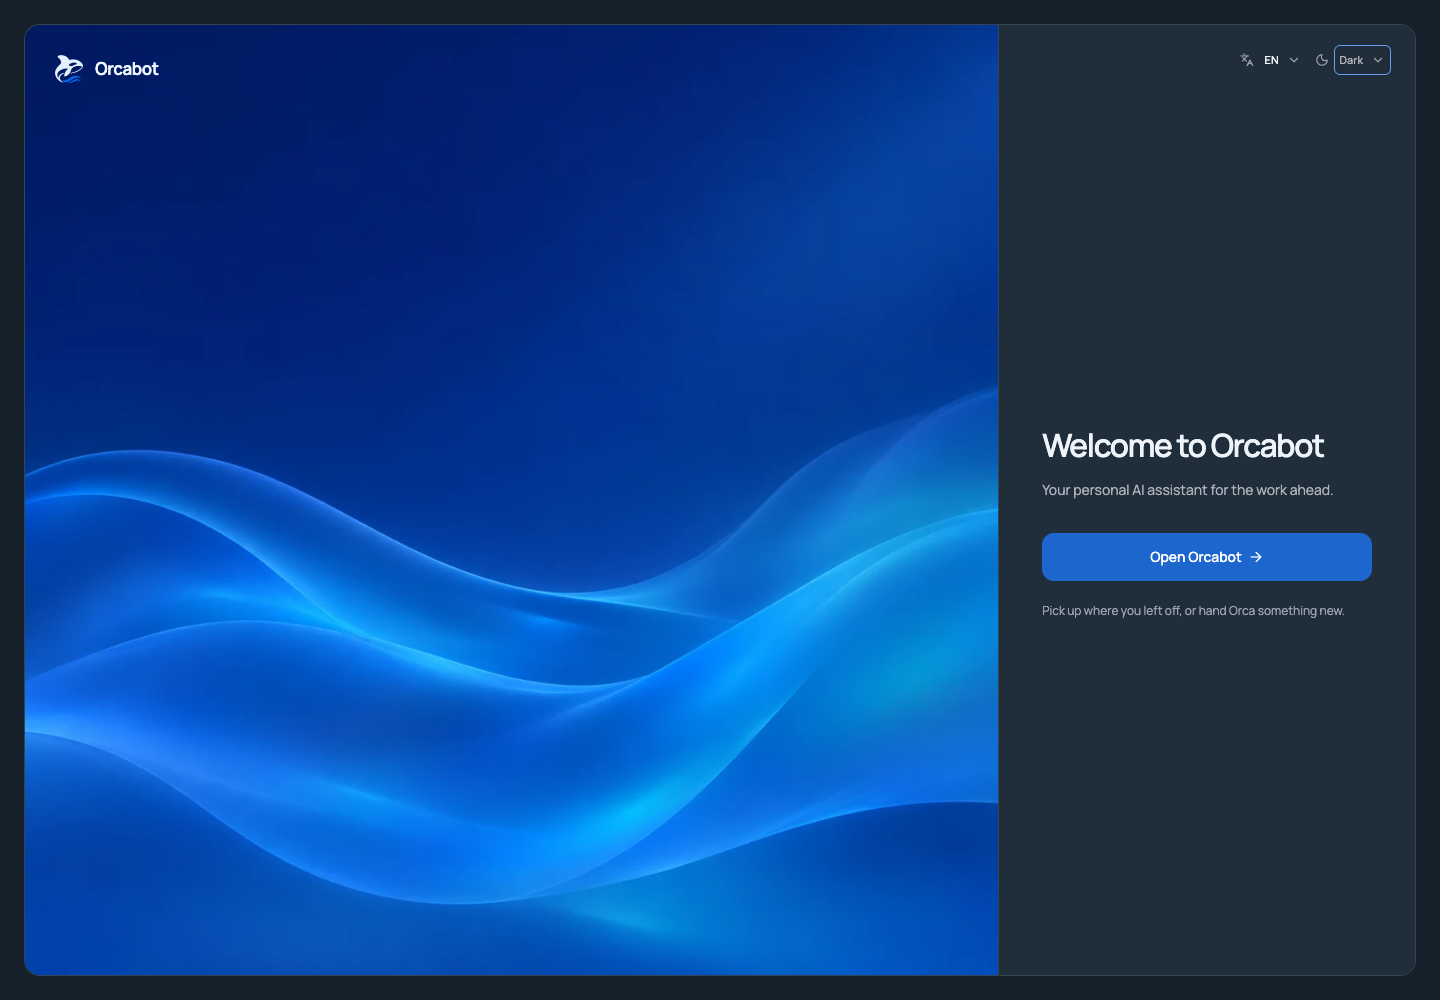 Orcabot
EN
Dark
Welcome to Orcabot
Your personal AI assistant for the work ahead.
Open Orcabot →
Pick up where you left off, or hand Orca something new.